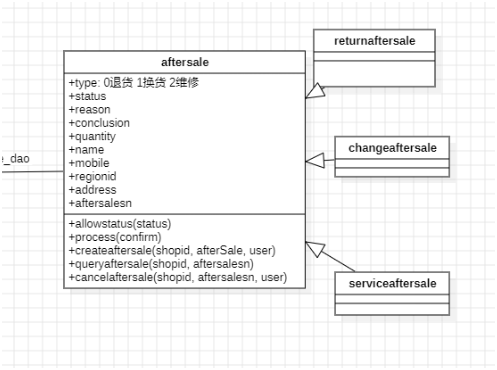 returnaftersale
aftersale
+type: 0退货 1换货 2维修
+status
+reason
+conclusion
+quantity
+name
+mobile
+regionid
+address
+aftersalesn
e_dao
changeaftersale
+allowstatus(status)
+process(confirm)
+createaftersale(shopid, afterSale, user)
+queryaftersale(shopid, aftersalesn)
+cancelaftersale(shopid, aftersalesn, user)
serviceaftersale